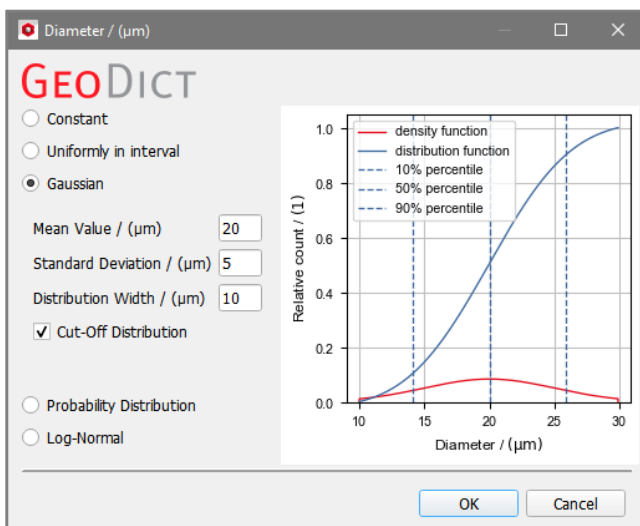 Diameter / (µm)
GEODICT
Constant
Uniformly in interval
Gaussian
Mean Value / (µm) 20
Standard Deviation / (µm) 5
Distribution Width / (µm) 10
Cut-Off Distribution
Probability Distribution
Log-Normal
density function
distribution function
10% percentile
50% percentile
90% percentile
Relative count / (1)
1.0
0.8
0.6
0.4
0.2
0.0
10 15 20 25 30
Diameter / (µm)
OK Cancel